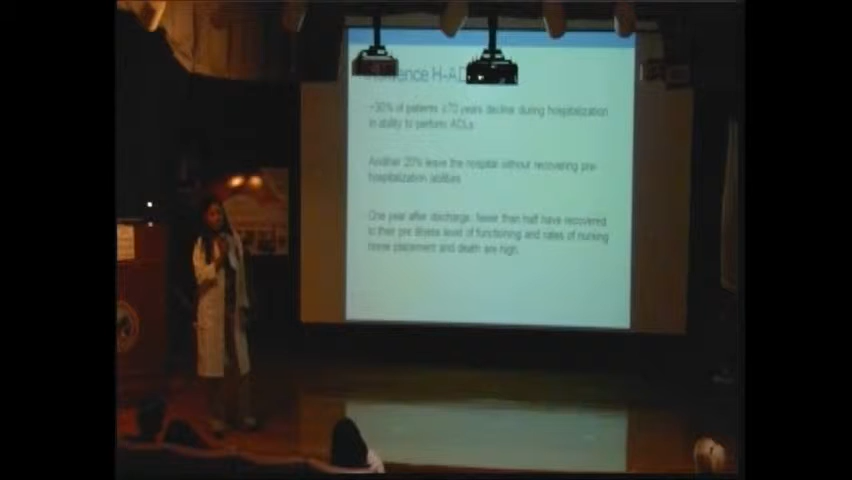 ~30% of patients ≥70 years decline during hospitalization
in ability to perform ADLs
Another 20% leave the hospital without recovering pre-
hospitalization abilities
One year after discharge, fewer than half have recovered
to their pre illness level of functioning and rates of nursing
home placement and death are high.